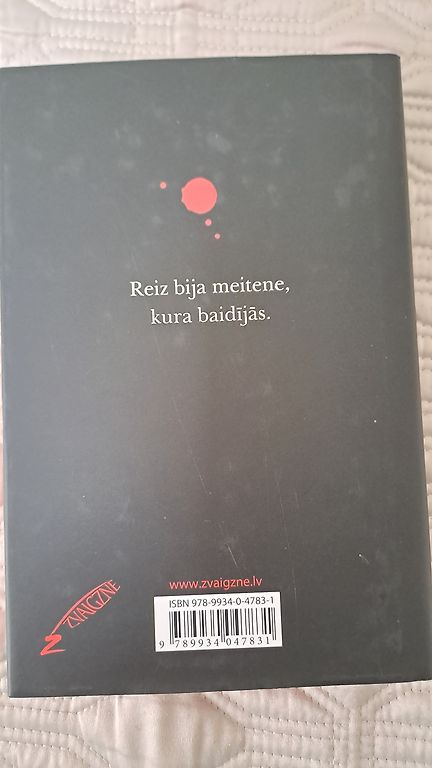 Reiz bija meitene,
kura baidījās.
www.zvaigzne.lv
ZVAIGZNE
ISBN 978-9934-0-4783-1
9 789934 047831